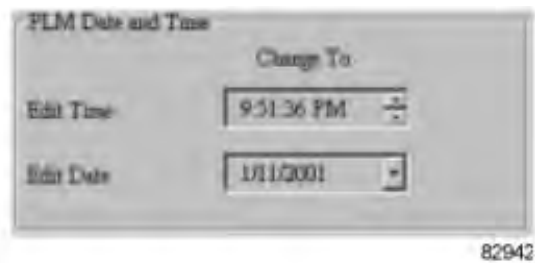 PLM Date and Time
Change To
Edit Time
9:51:36 PM
Edit Date
1/11/2001
82942